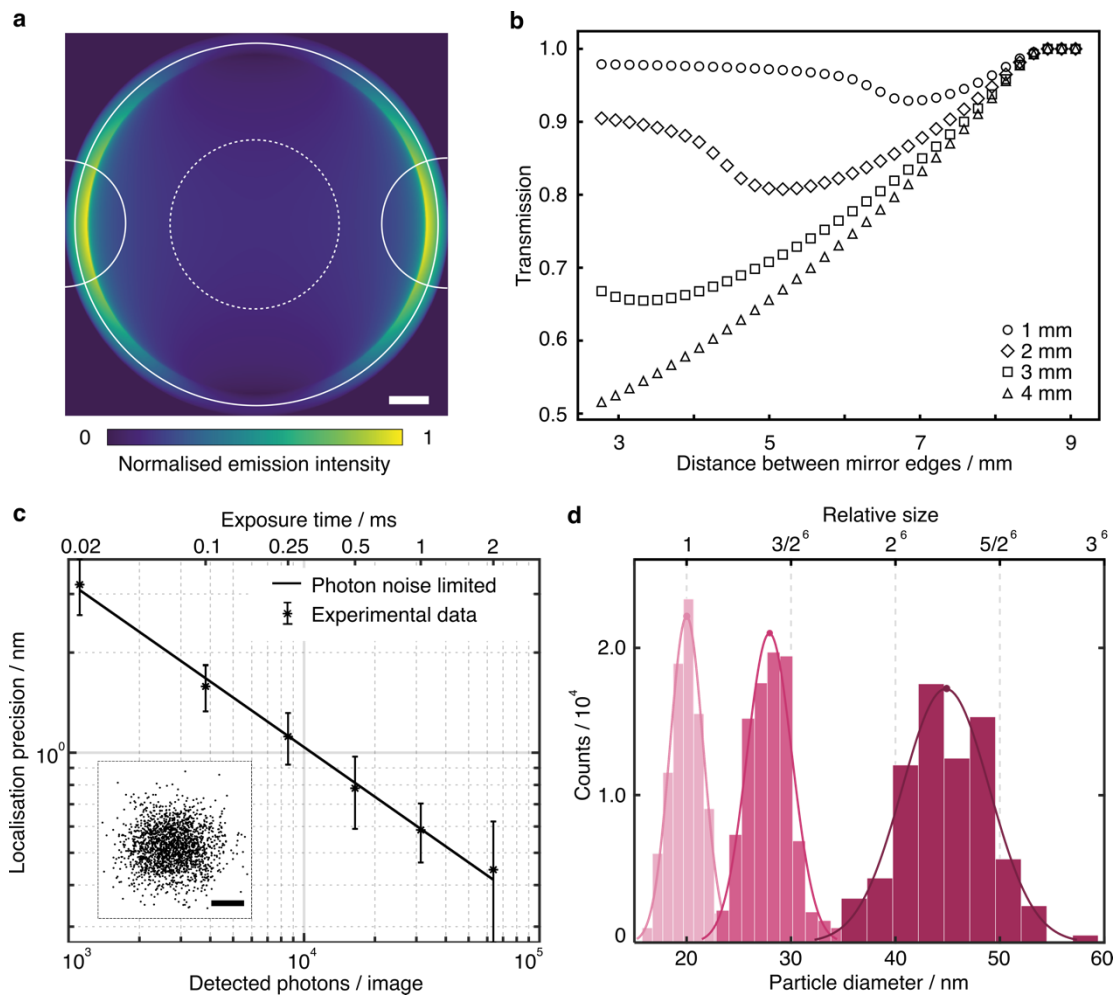 a
0 1
Normalised emission intensity
b
1.0
0.9
0.8
0.7
0.6
0.5
Transmission
1 mm
2 mm
3 mm
4 mm
3 5 7 9
Distance between mirror edges / mm
c
Exposure time / ms
0.02 0.1 0.25 0.5 1 2
Photon noise limited
Experimental data
Localisation precision / nm
10⁰
10³ 10⁴ 10⁵
Detected photons / image
d
Relative size
1 3/2⁶ 2⁶ 5/2⁶ 3⁶
Counts / 10⁴
2.0
1.0
0
20 30 40 50 60
Particle diameter / nm